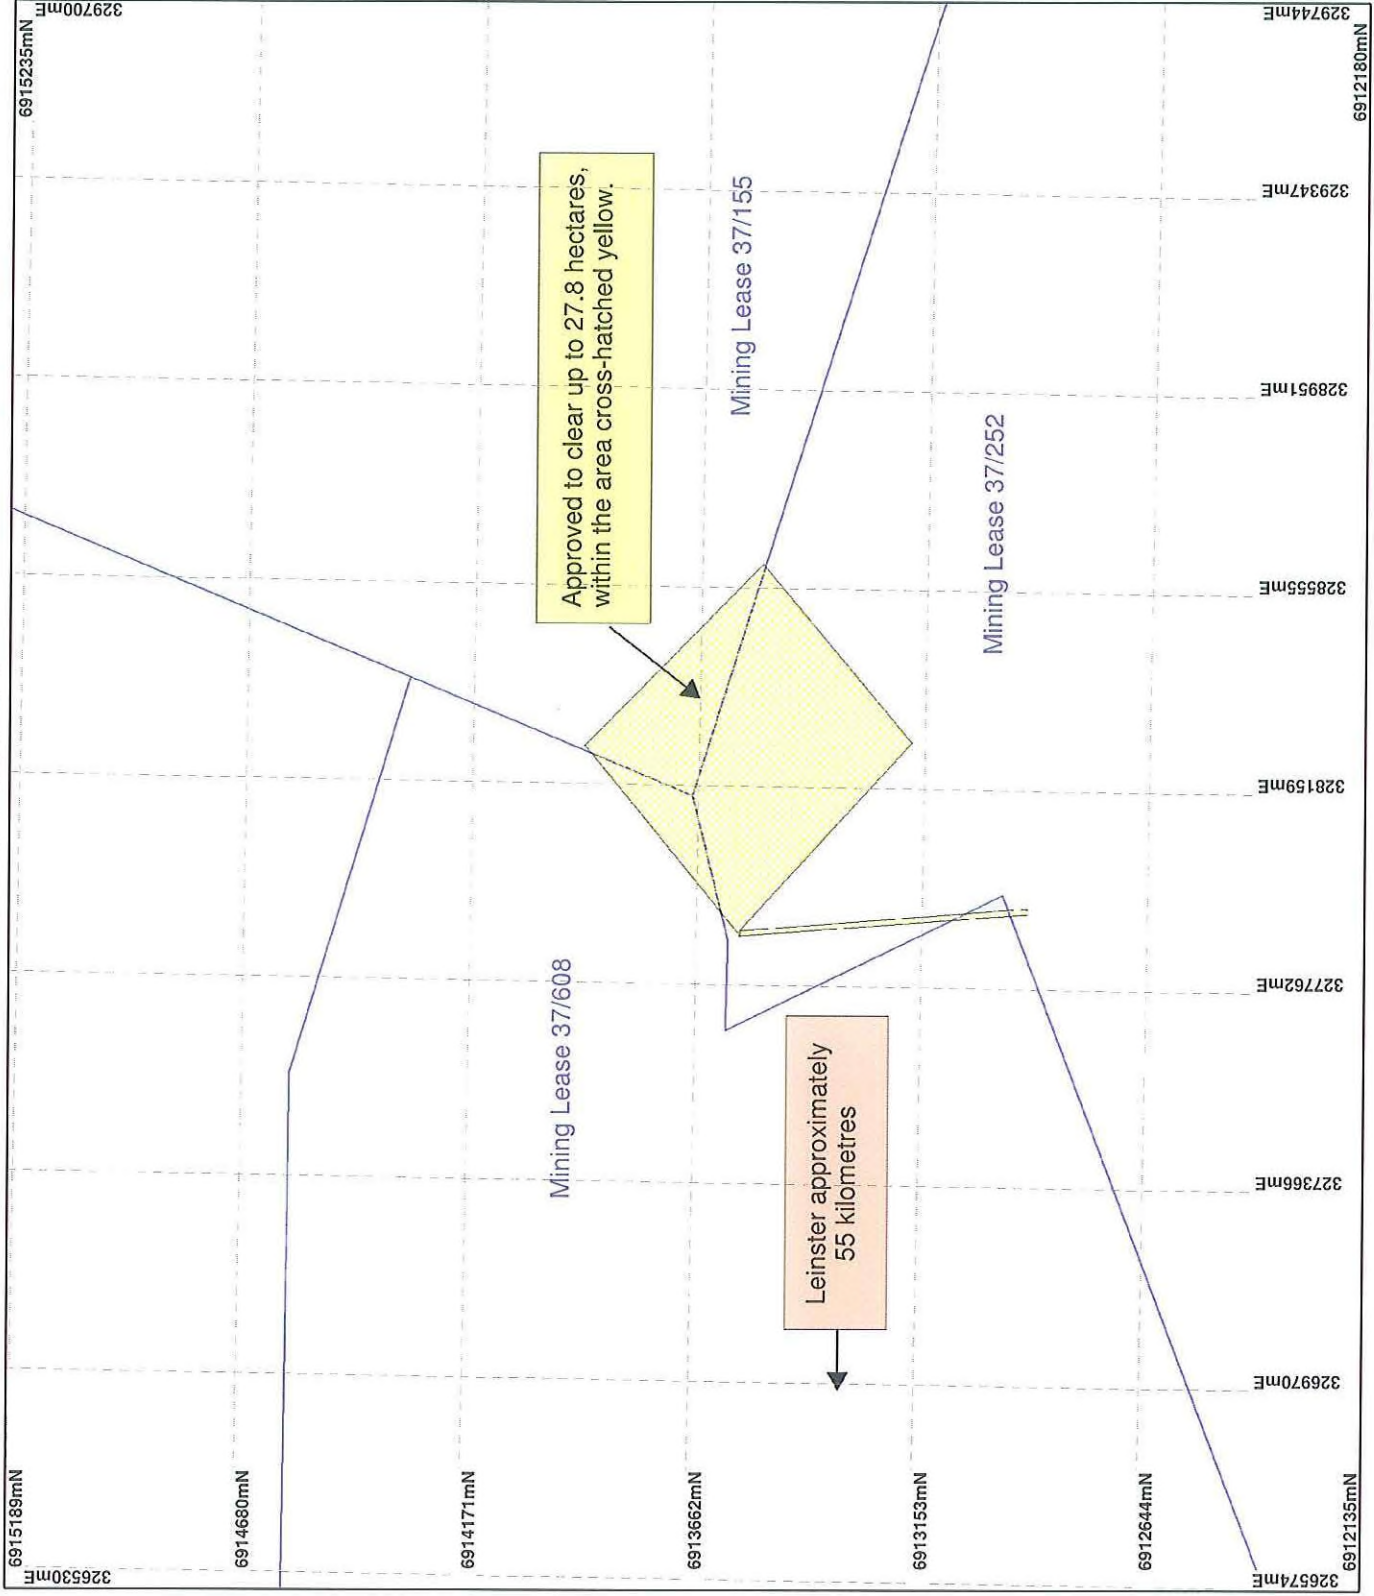 6915235mN
329700mE
329744mE
6912180mN
329347mE
328951mE
328555mE
328159mE
327762mE
327366mE
326970mE
326574mE
326530mE
6915189mN
6914680mN
6914171mN
6913662mN
6913153mN
6912644mN
6912135mN
Approved to clear up to 27.8 hectares,
within the area cross-hatched yellow.
Mining Lease 37/155
Mining Lease 37/252
Mining Lease 37/608
Leinster approximately
55 kilometres